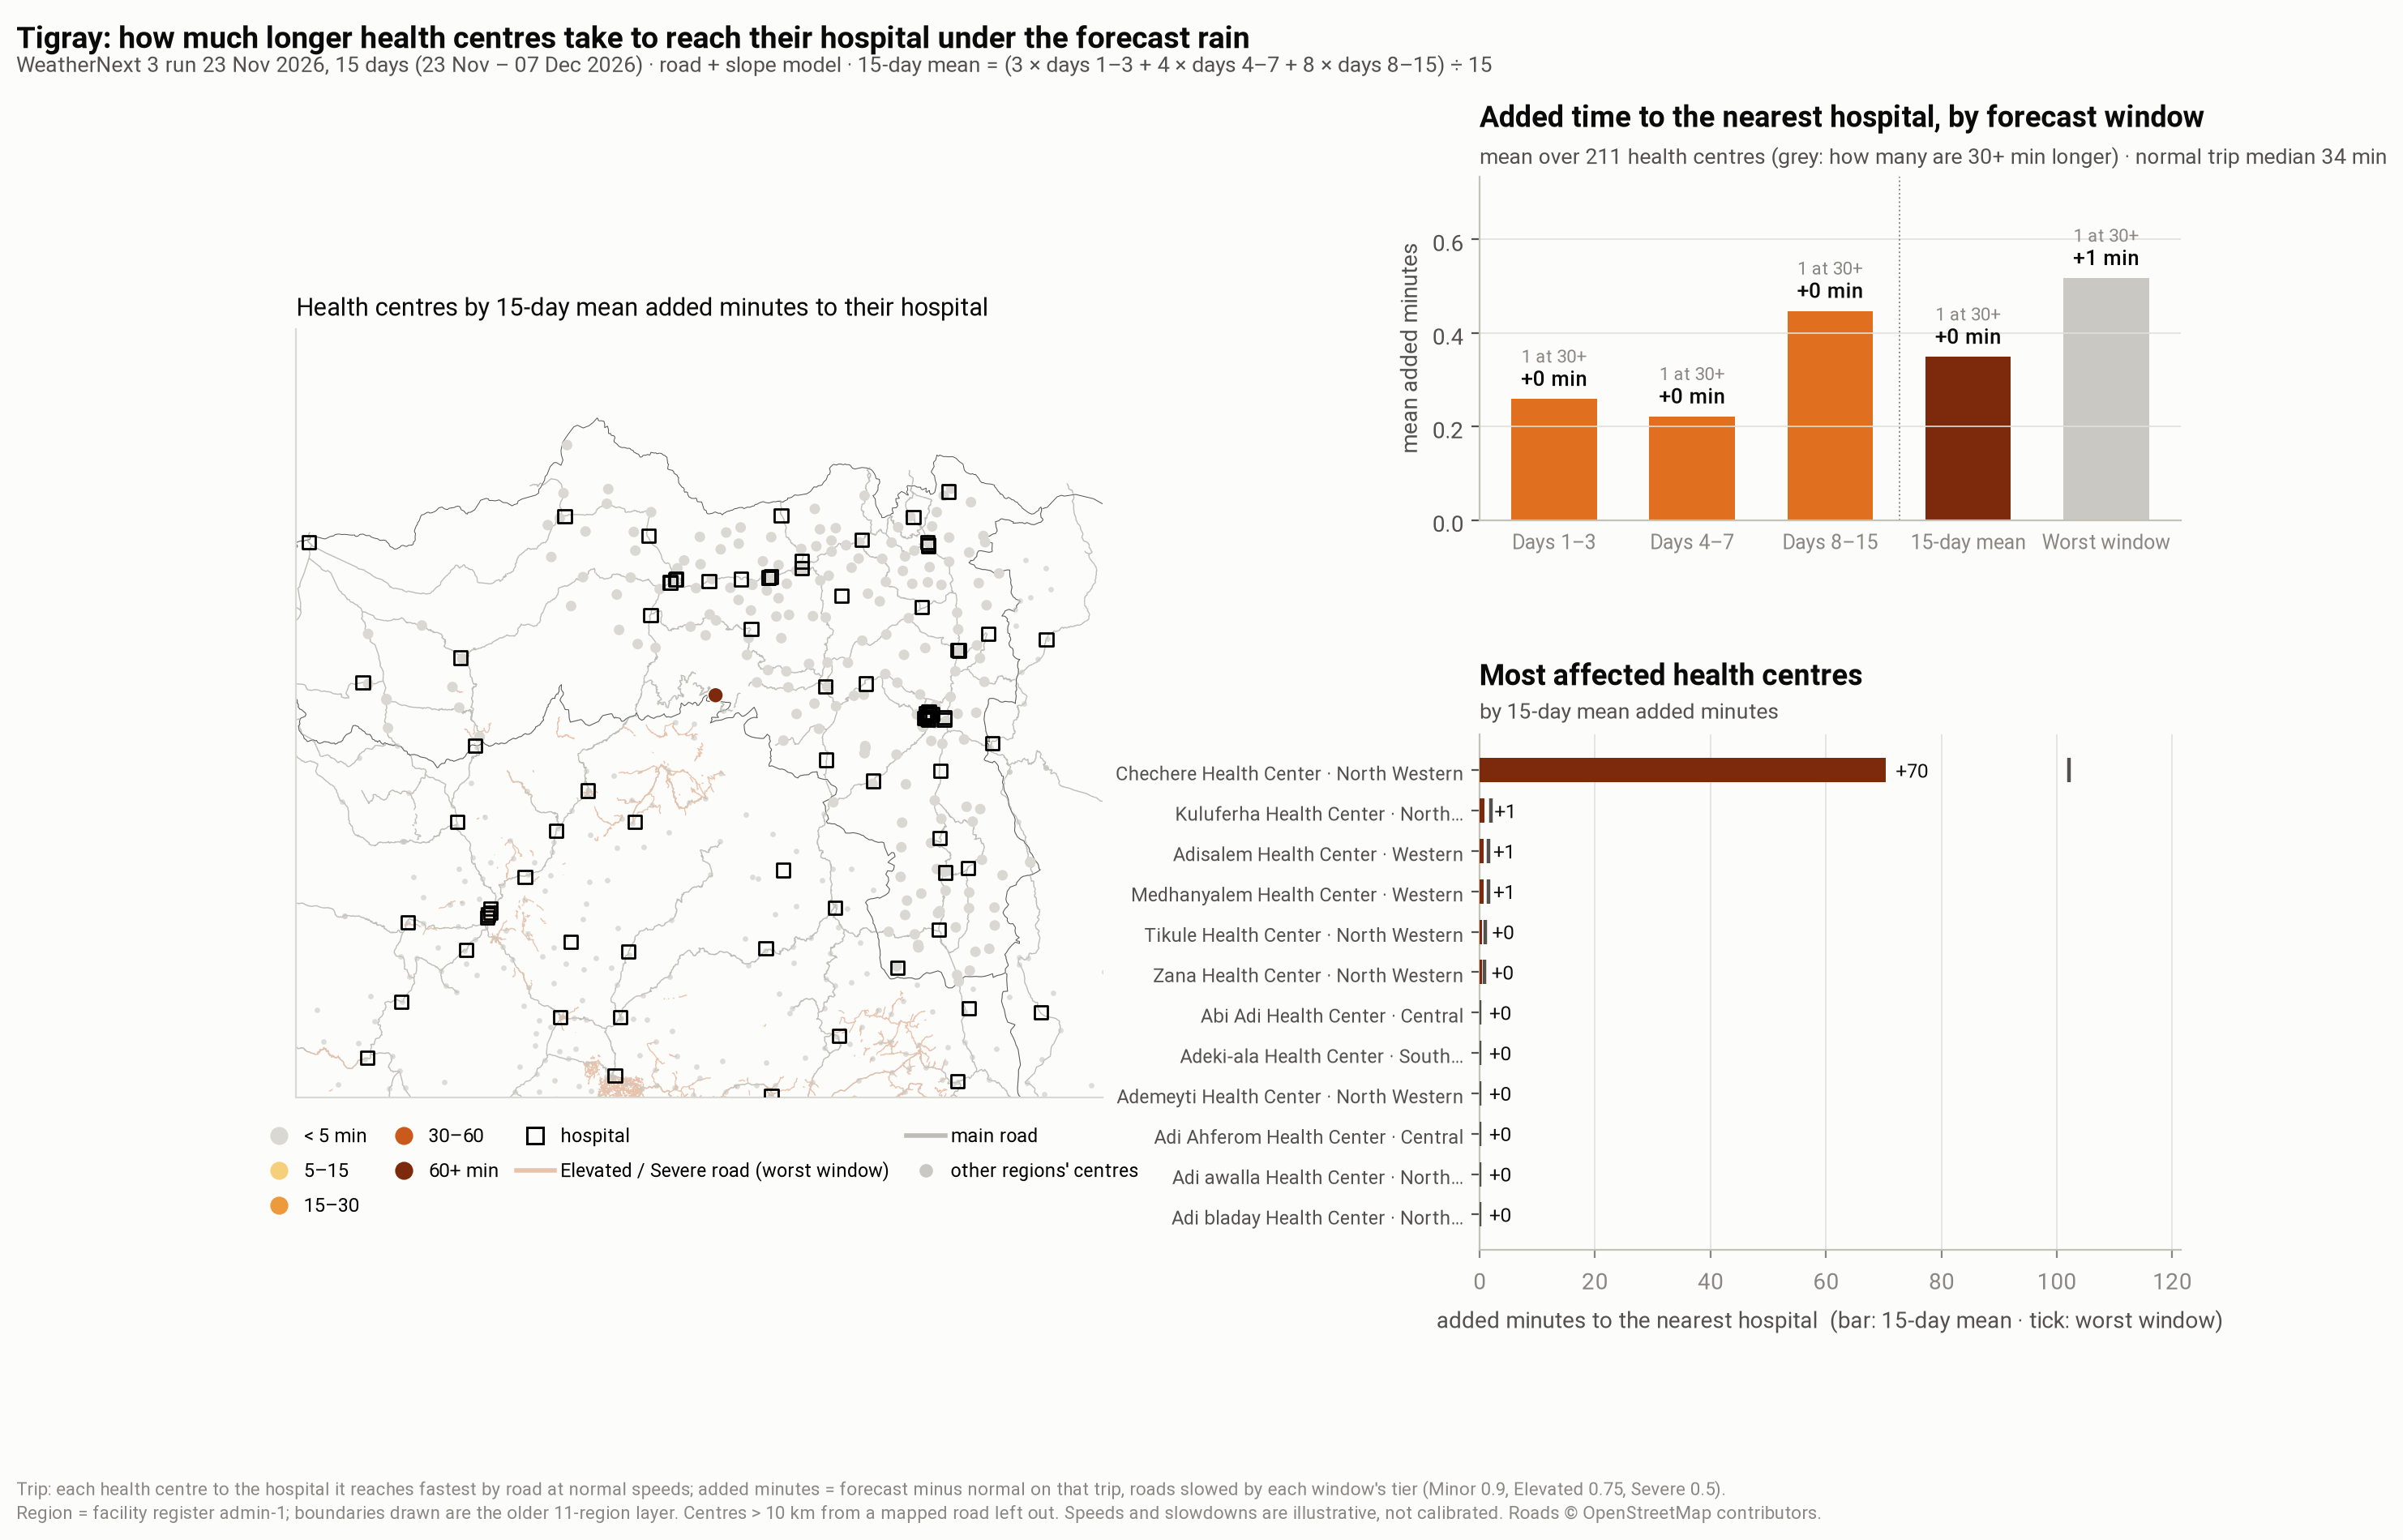 Tigray: how much longer health centres take to reach their hospital under the forecast rain
WeatherNext 3 run 23 Nov 2026, 15 days (23 Nov – 07 Dec 2026) · road + slope model · 15-day mean = (3 × days 1–3 + 4 × days 4–7 + 8 × days 8–15) ÷ 15
Health centres by 15-day mean added minutes to their hospital
< 5 min
5–15
15–30
30–60
60+ min
hospital
Elevated / Severe road (worst window)
main road
other regions' centres
Added time to the nearest hospital, by forecast window
mean over 211 health centres (grey: how many are 30+ min longer) · normal trip median 34 min
mean added minutes
0.6
0.4
0.2
0.0
1 at 30+
+0 min
1 at 30+
+0 min
1 at 30+
+0 min
1 at 30+
+0 min
1 at 30+
+1 min
Days 1–3
Days 4–7
Days 8–15
15-day mean
Worst window
Most affected health centres
by 15-day mean added minutes
Chechere Health Center · North Western +70
Kuluferha Health Center · North... +1
Adisalem Health Center · Western +1
Medhanyalem Health Center · Western +1
Tikule Health Center · North Western +0
Zana Health Center · North Western +0
Abi Adi Health Center · Central +0
Adeki-ala Health Center · South... +0
Ademeyti Health Center · North Western +0
Adi Ahferom Health Center · Central +0
Adi awalla Health Center · North... +0
Adi bladay Health Center · North... +0
0 20 40 60 80 100 120
added minutes to the nearest hospital (bar: 15-day mean · tick: worst window)
Trip: each health centre to the hospital it reaches fastest by road at normal speeds; added minutes = forecast minus normal on that trip, roads slowed by each window's tier (Minor 0.9, Elevated 0.75, Severe 0.5).
Region = facility register admin-1; boundaries drawn are the older 11-region layer. Centres > 10 km from a mapped road left out. Speeds and slowdowns are illustrative, not calibrated. Roads © OpenStreetMap contributors.